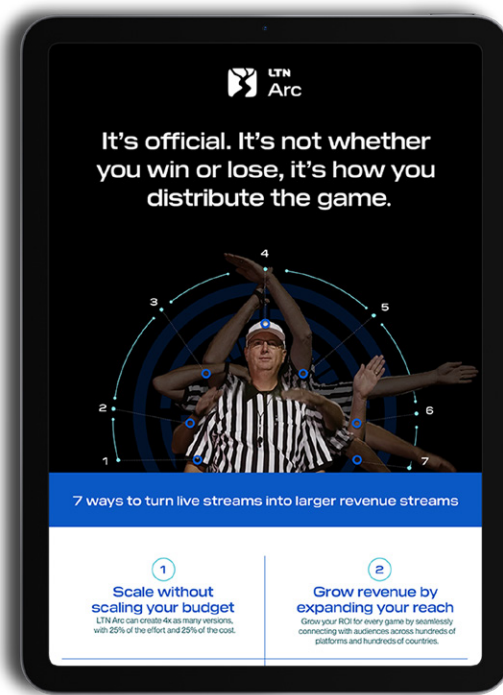 LTN
Arc
It's official. It's not whether
you win or lose, it's how you
distribute the game.
4
3
5
2
6
1
7
7 ways to turn live streams into larger revenue streams
1
Scale without
scaling your budget
LTN Arc can create 4x as many versions,
with 25% of the effort and 25% of the cost.
2
Grow revenue by
expanding your reach
Grow your ROI for every game by seamlessly
connecting with audiences across hundreds of
platforms and hundreds of countries.